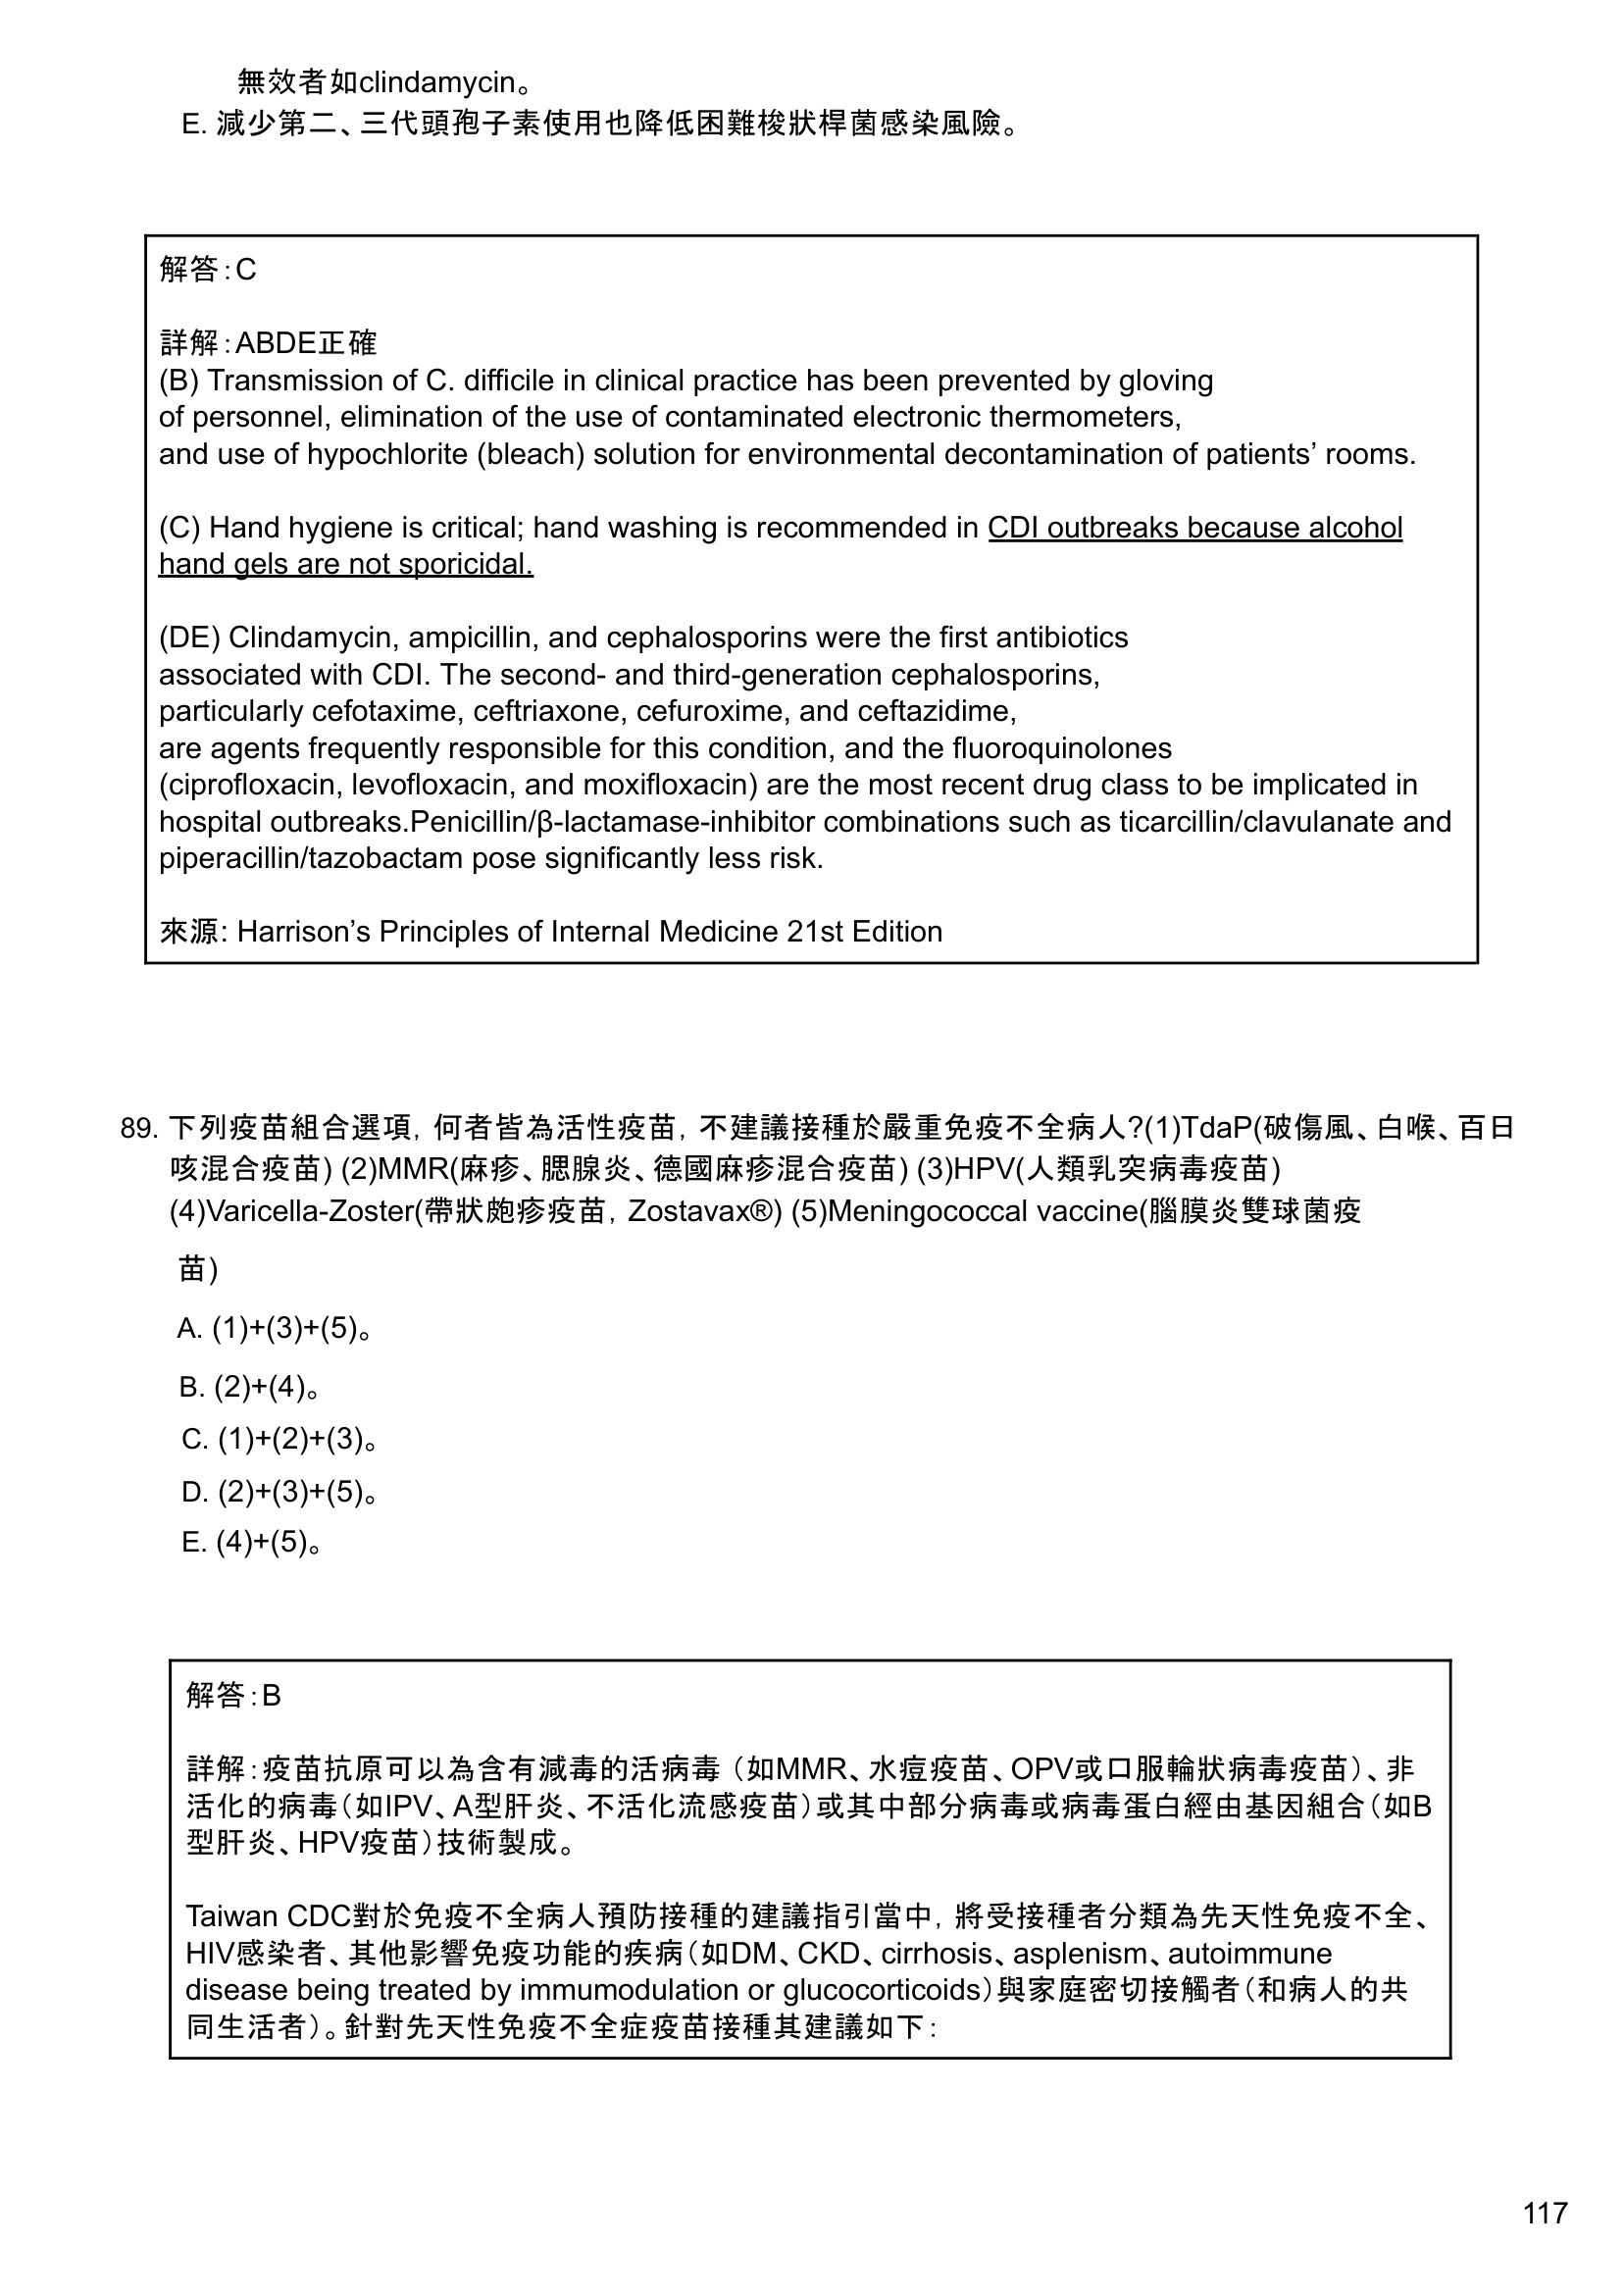 無效者如clindamycin。
E. 減少第二、三代頭孢子素使用也降低困難梭狀桿菌感染風險。
解答：C
詳解：ABDE正確
(B) Transmission of C. difficile in clinical practice has been prevented by gloving
of personnel, elimination of the use of contaminated electronic thermometers,
and use of hypochlorite (bleach) solution for environmental decontamination of patients’ rooms.
(C) Hand hygiene is critical; hand washing is recommended in CDI outbreaks because alcohol
hand gels are not sporicidal.
(DE) Clindamycin, ampicillin, and cephalosporins were the first antibiotics
associated with CDI. The second- and third-generation cephalosporins,
particularly cefotaxime, ceftriaxone, cefuroxime, and ceftazidime,
are agents frequently responsible for this condition, and the fluoroquinolones
(ciprofloxacin, levofloxacin, and moxifloxacin) are the most recent drug class to be implicated in
hospital outbreaks.Penicillin/β-lactamase-inhibitor combinations such as ticarcillin/clavulanate and
piperacillin/tazobactam pose significantly less risk.
來源: Harrison’s Principles of Internal Medicine 21st Edition
89. 下列疫苗組合選項，何者皆為活性疫苗，不建議接種於嚴重免疫不全病人?(1)TdaP(破傷風、白喉、百日
咳混合疫苗) (2)MMR(麻疹、腮腺炎、德國麻疹混合疫苗) (3)HPV(人類乳突病毒疫苗)
(4)Varicella-Zoster(帶狀皰疹疫苗，Zostavax®) (5)Meningococcal vaccine(腦膜炎雙球菌疫
苗)
A. (1)+(3)+(5)。
B. (2)+(4)。
C. (1)+(2)+(3)。
D. (2)+(3)+(5)。
E. (4)+(5)。
解答：B
詳解：疫苗抗原可以為含有減毒的活病毒（如MMR、水痘疫苗、OPV或口服輪狀病毒疫苗）、非
活化的病毒（如IPV、A型肝炎、不活化流感疫苗）或其中部分病毒或病毒蛋白經由基因組合（如B
型肝炎、HPV疫苗）技術製成。
Taiwan CDC對於免疫不全病人預防接種的建議指引當中，將受接種者分類為先天性免疫不全、
HIV感染者、其他影響免疫功能的疾病（如DM、CKD、cirrhosis、asplenism、autoimmune
disease being treated by immumodulation or glucocorticoids）與家庭密切接觸者（和病人的共
同生活者）。針對先天性免疫不全症疫苗接種其建議如下：
117